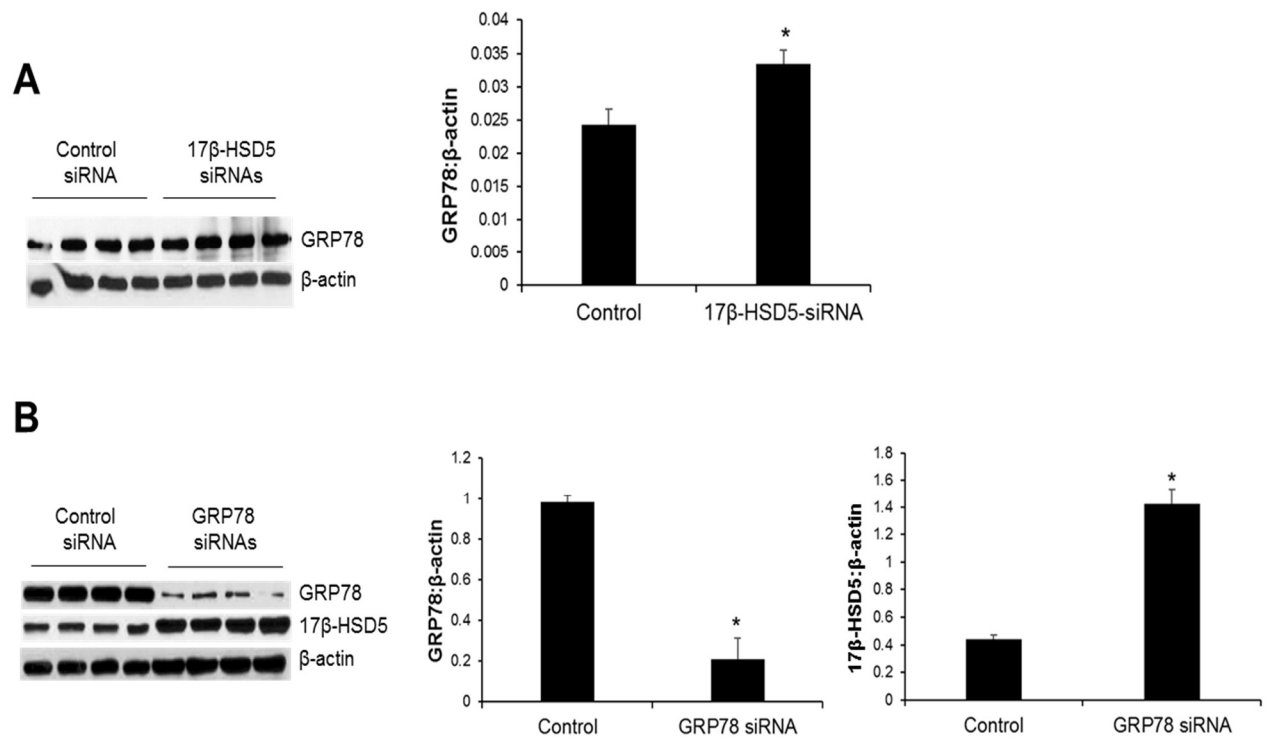 A
Control
siRNA
17β-HSD5
siRNAs
GRP78
β-actin
GRP78:β-actin
0.04
0.035
0.03
0.025
0.02
0.015
0.01
0.005
0
*
Control
17β-HSD5-siRNA
B
Control
siRNA
GRP78
siRNAs
GRP78
17β-HSD5
β-actin
GRP78:β-actin
1.2
1
0.8
0.6
0.4
0.2
0
*
Control
GRP78 siRNA
17β-HSD5:β-actin
1.8
1.6
1.4
1.2
1
0.8
0.6
0.4
0.2
0
*
Control
GRP78 siRNA